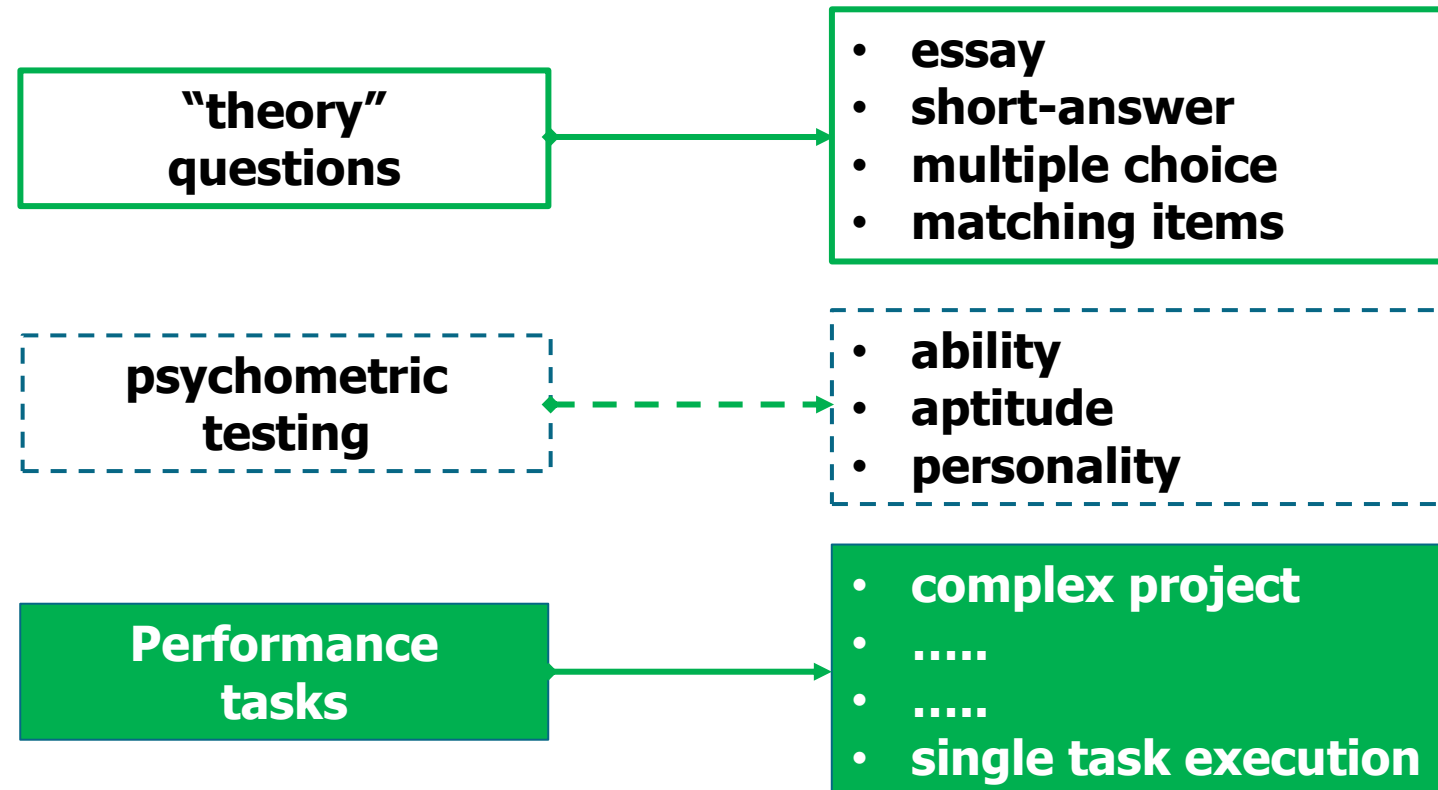 “theory”
questions
• essay
• short-answer
• multiple choice
• matching items
psychometric
testing
• ability
• aptitude
• personality
Performance
tasks
• complex project
• .....
• .....
• single task execution